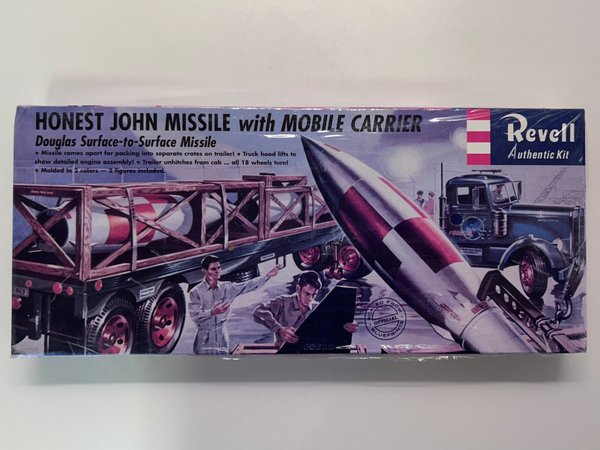 HONEST JOHN MISSILE with MOBILE CARRIER
Douglas Surface-to-Surface Missile
• Missile comes apart for packing into separate crates on trailer! • Truck hood lifts to
show detailed engine assembly! • Trailer unhitches from cab ... all 18 wheels turn!
• Molded in 2 colors — 2 figures included.
Revell
Authentic Kit
OFFICIAL
BLUEPRINTS